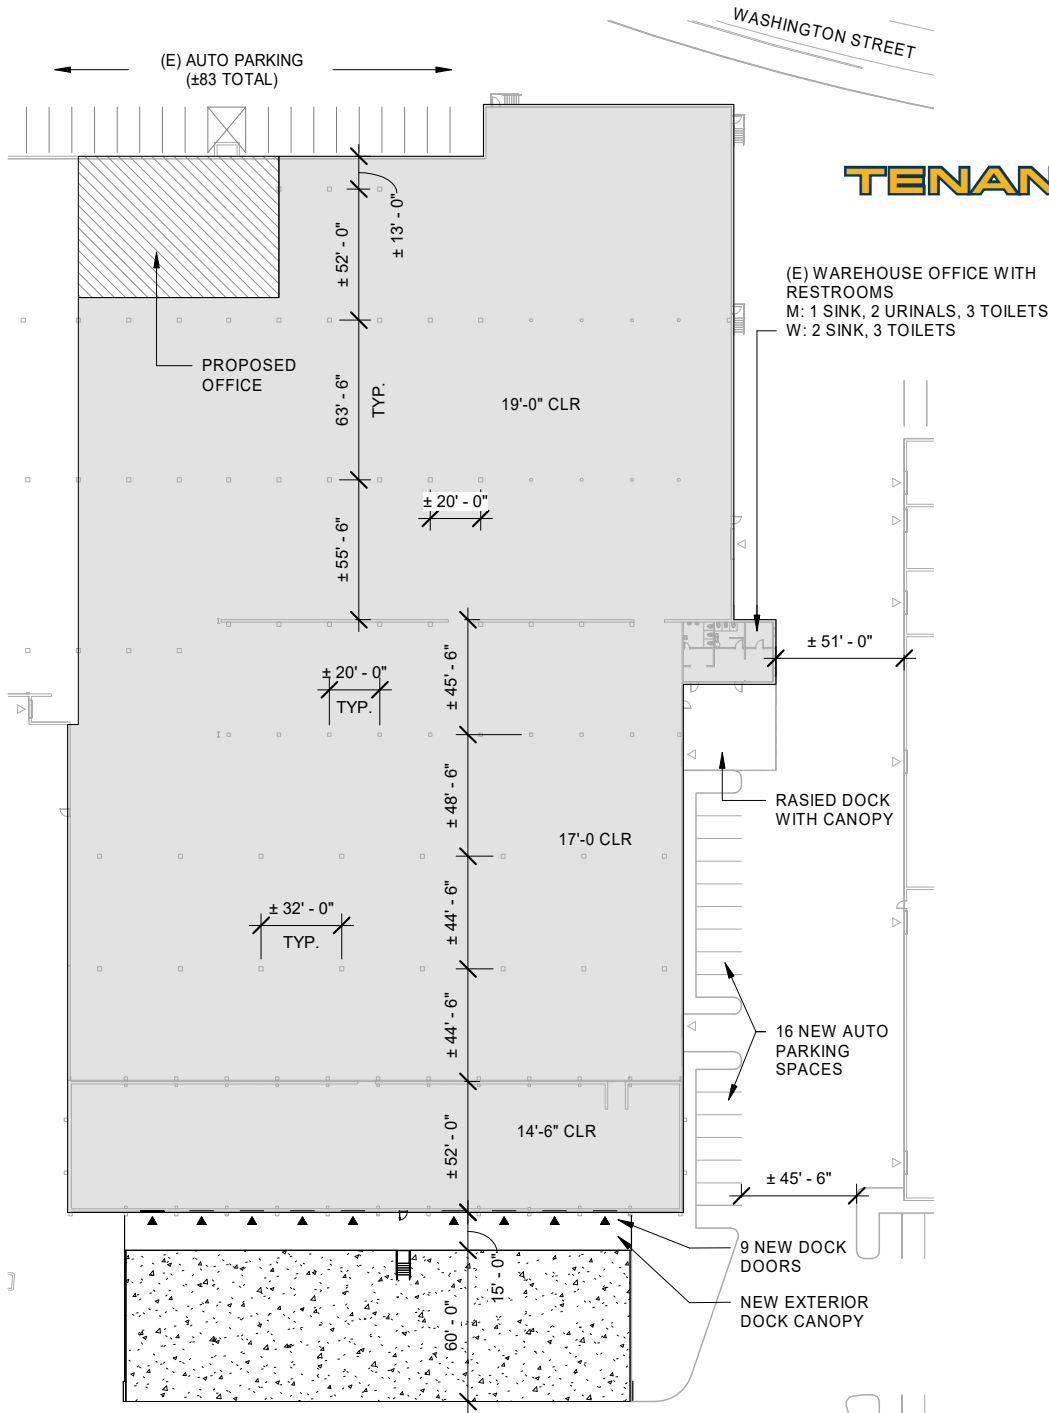 WASHINGTON STREET
(E) AUTO PARKING
(±83 TOTAL)
TENAN
± 13' - 0"
± 52' - 0"
(E) WAREHOUSE OFFICE WITH
RESTROOMS
M: 1 SINK, 2 URINALS, 3 TOILETS
W: 2 SINK, 3 TOILETS
PROPOSED
OFFICE
63' - 6"
TYP.
19'-0" CLR
± 20' - 0"
± 55' - 6"
± 51' - 0"
± 20' - 0"
TYP.
± 45' - 6"
± 48' - 6"
RASIED DOCK
WITH CANOPY
17'-0 CLR
± 32' - 0"
TYP.
± 44' - 6"
± 44' - 6"
16 NEW AUTO
PARKING
SPACES
14'-6" CLR
± 52' - 0"
± 45' - 6"
9 NEW DOCK
DOORS
15' - 0"
NEW EXTERIOR
DOCK CANOPY
60' - 0"